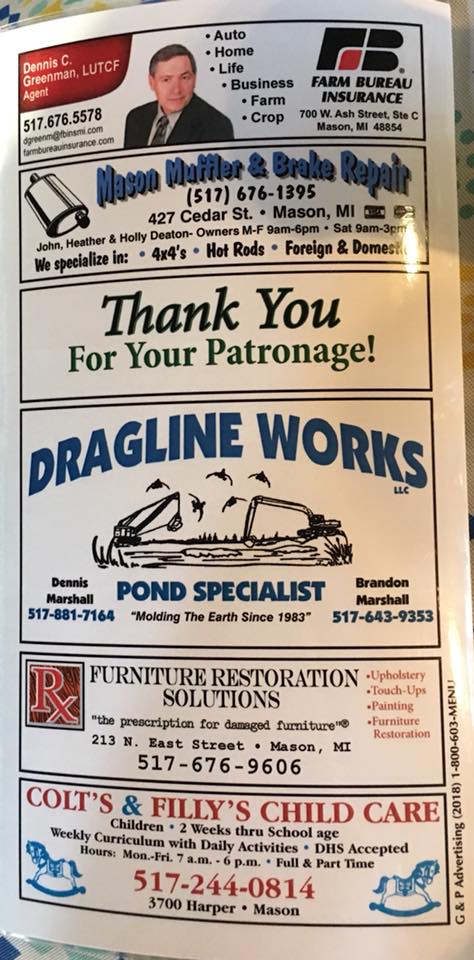 Dennis C.
Greenman, LUTCF
Agent
517.676.5578
dgreenm@fbinsmi.com
farmbureauinsurance.com
• Auto
• Home
• Life
• Business
• Farm
• Crop
FB
FARM BUREAU
INSURANCE
700 W. Ash Street, Ste C
Mason, MI 48854
Mason Muffler & Brake Repair
(517) 676-1395
427 Cedar St. • Mason, MI
John, Heather & Holly Deaton- Owners M-F 9am-6pm • Sat 9am-3pm
We specialize in: • 4x4's • Hot Rods • Foreign &
Thank You
For Your Patronage!
DRAGLINE WORKS
LLC
Dennis
Marshall
517-881-7164
POND SPECIALIST
"Molding The Earth Since 1983"
Brandon
Marshall
517-643-9353
Rx
FURNITURE RESTORATION
SOLUTIONS
"the prescription for damaged furniture"®
213 N. East Street • Mason, MI
517-676-9606
•Upholstery
•Touch-Ups
•Painting
•Furniture
Restoration
COLT'S & FILLY'S CHILD CARE
Children • 2 Weeks thru School age
Weekly Curriculum with Daily Activities • DHS Accepted
Hours: Mon.-Fri. 7 a.m. - 6 p.m. • Full & Part Time
517-244-0814
3700 Harper • Mason
G & P Advertising (2018) 1-800-603-MENU